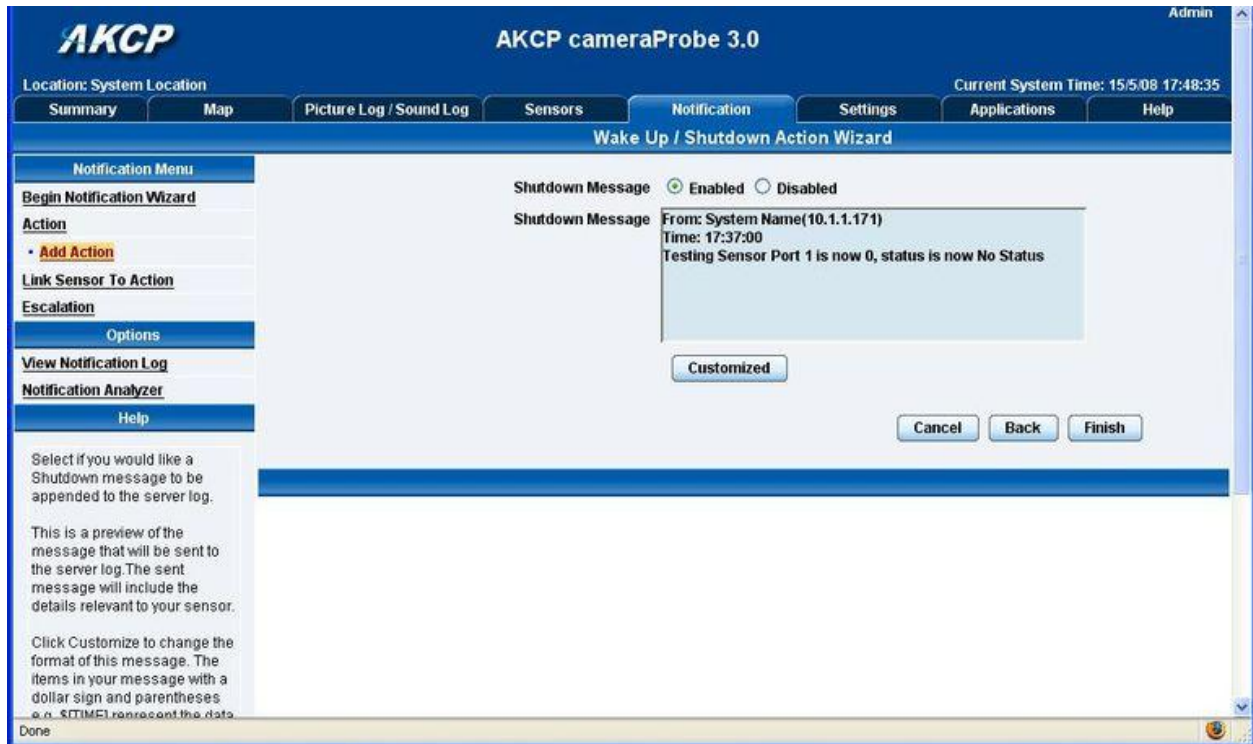 Admin
AKCP
AKCP cameraProbe 3.0
Location: System Location
Current System Time: 15/5/08 17:48:35
Summary
Map
Picture Log / Sound Log
Sensors
Notification
Settings
Applications
Help
Wake Up / Shutdown Action Wizard
Notification Menu
Begin Notification Wizard
Action
• Add Action
Link Sensor To Action
Escalation
Options
View Notification Log
Notification Analyzer
Help
Select if you would like a
Shutdown message to be
appended to the server log.
This is a preview of the
message that will be sent to
the server log.The sent
message will include the
details relevant to your sensor.
Click Customize to change the
format of this message. The
items in your message with a
dollar sign and parentheses
e.g. $[TIME] represent the data
Shutdown Message
Enabled
Disabled
Shutdown Message
From: System Name(10.1.1.171)
Time: 17:37:00
Testing Sensor Port 1 is now 0, status is now No Status
Customized
Cancel
Back
Finish
Done